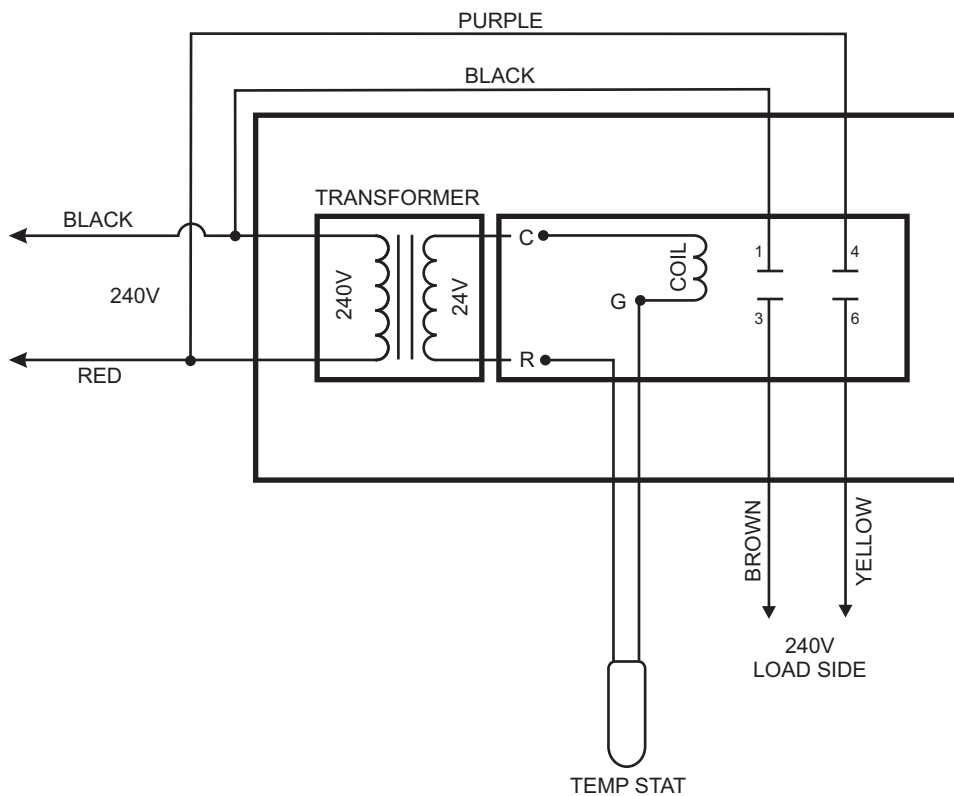 PURPLE
BLACK
TRANSFORMER
BLACK
240V
RED
240V
24V
C
G
R
COIL
1
4
3
6
BROWN
YELLOW
240V
LOAD SIDE
TEMP STAT